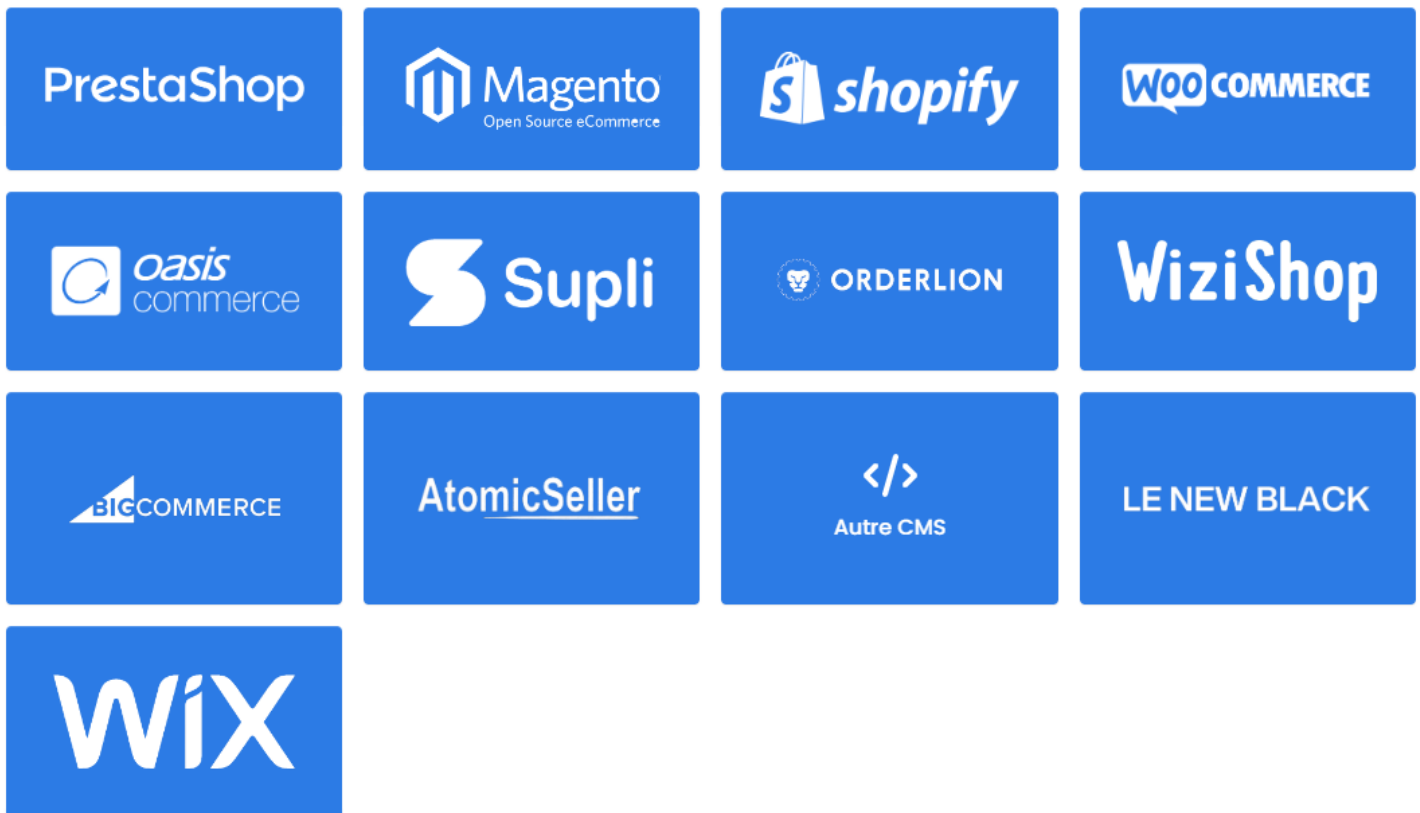 PrestaShop
Magento
Open Source eCommerce
S shopify
WOO COMMERCE
oasis
commerce
Supli
ORDERLION
WiziShop
BIGCOMMERCE
AtomicSeller
</>
Autre CMS
LE NEW BLACK
WiX